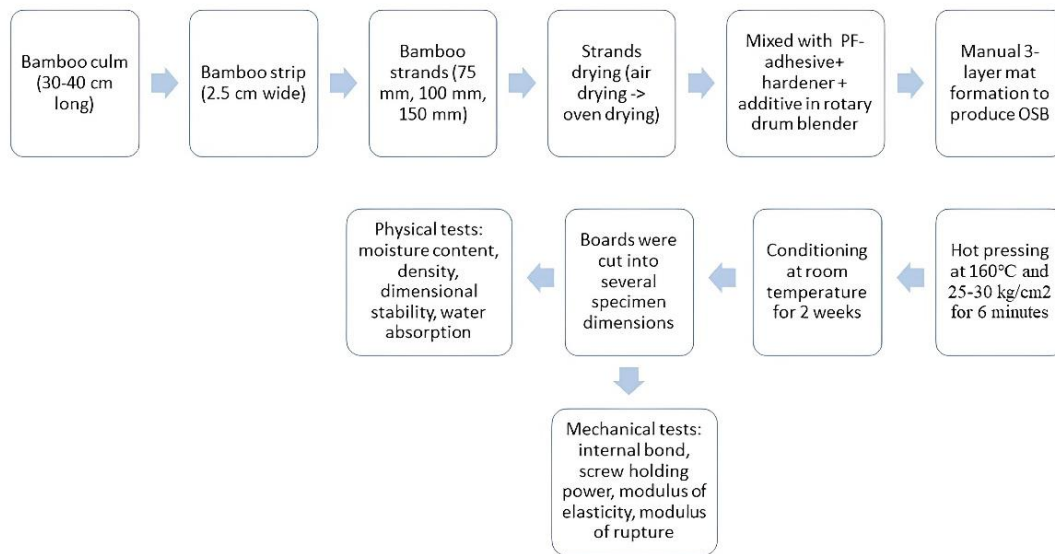 Bamboo culm
(30-40 cm
long)
Bamboo strip
(2.5 cm wide)
Bamboo
strands (75
mm, 100 mm,
150 mm)
Strands
drying (air
drying ->
oven drying)
Mixed with PF-
adhesive+
hardener +
additive in rotary
drum blender
Manual 3-
layer mat
formation to
produce OSB
Hot pressing
at 160°C and
25-30 kg/cm2
for 6 minutes
Conditioning
at room
temperature
for 2 weeks
Boards were
cut into
several
specimen
dimensions
Physical tests:
moisture content,
density,
dimensional
stability, water
absorption
Mechanical tests:
internal bond,
screw holding
power, modulus of
elasticity, modulus
of rupture